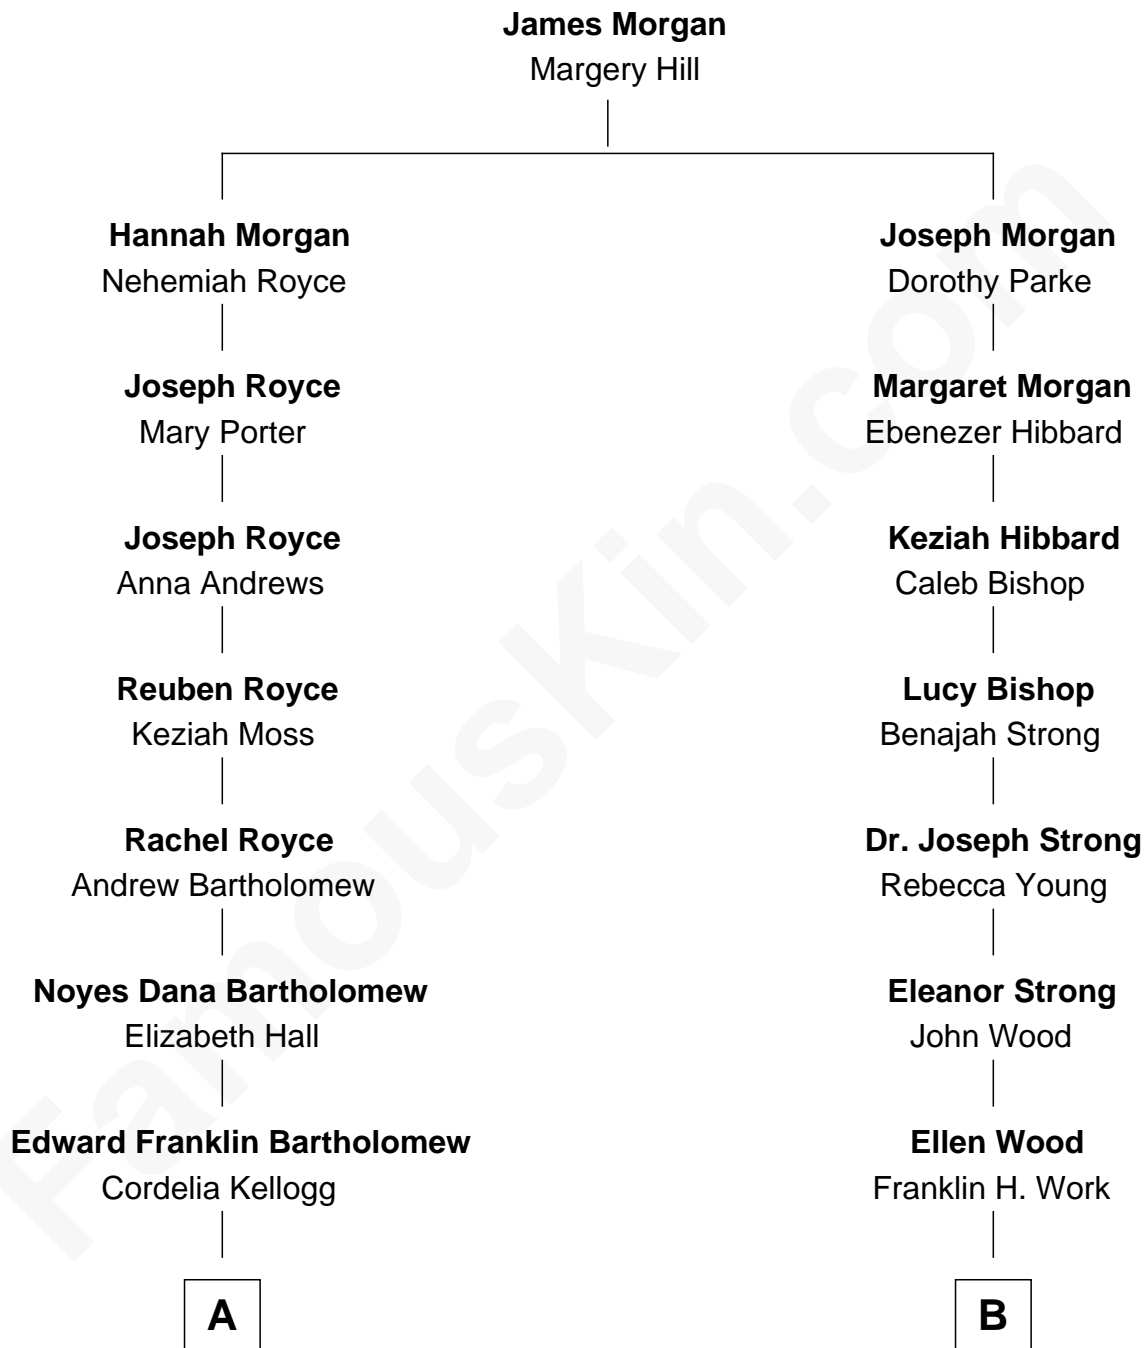 James Morgan
Margery Hill
Hannah Morgan
Nehemiah Royce
Joseph Royce
Mary Porter
Joseph Royce
Anna Andrews
Reuben Royce
Keziah Moss
Rachel Royce
Andrew Bartholomew
Noyes Dana Bartholomew
Elizabeth Hall
Edward Franklin Bartholomew
Cordelia Kellogg
A
Joseph Morgan
Dorothy Parke
Margaret Morgan
Ebenezer Hibbard
Keziah Hibbard
Caleb Bishop
Lucy Bishop
Benajah Strong
Dr. Joseph Strong
Rebecca Young
Eleanor Strong
John Wood
Ellen Wood
Franklin H. Work
B
FamousKin.com